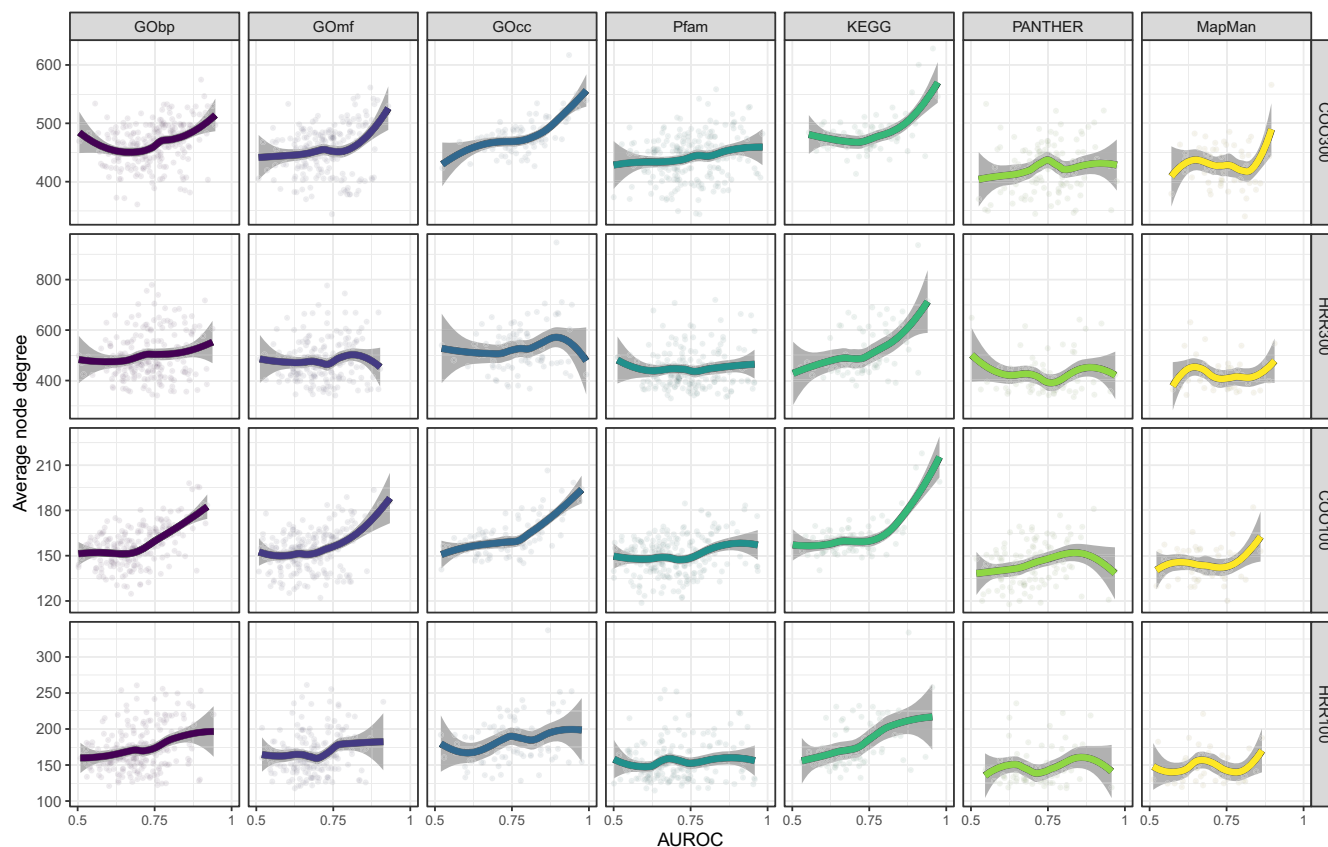 GObp GOmf GOcc Pfam KEGG PANTHER MapMan
600
500
400
COO300
800
600
400
HRR300
210
180
150
120
COO100
300
250
200
150
100
HRR100
Average node degree
0.5 0.75 1 0.5 0.75 1 0.5 0.75 1 0.5 0.75 1 0.5 0.75 1 0.5 0.75 1 0.5 0.75 1
AUROC